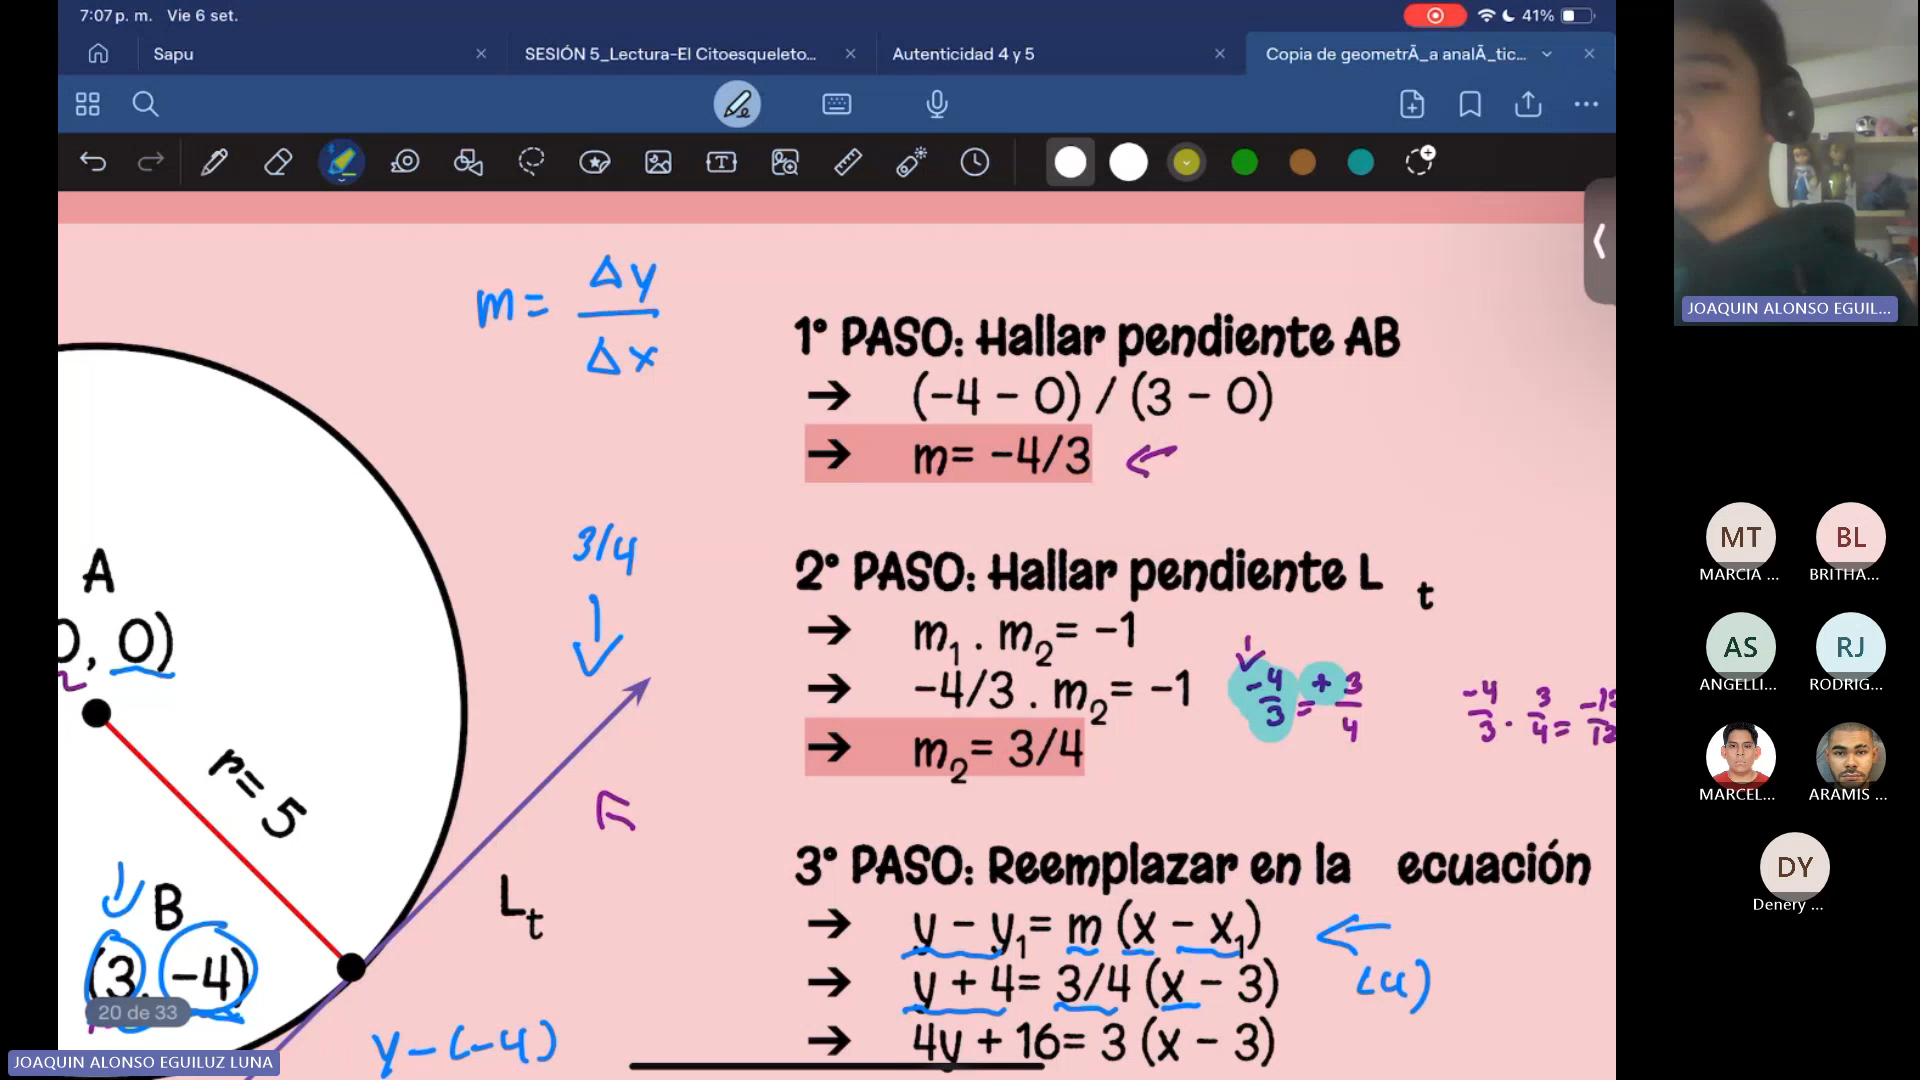 7:07 p. m. Vie 6 set.
41%
Sapu
SESIÓN 5_Lectura-El Citoesqueleto...
Autenticidad 4 y 5
Copia de geometrÃ_a analÃ_tic...
JOAQUIN ALONSO EGUIL...
m = Δy / Δx
1° PASO: Hallar pendiente AB
➔ (-4 - 0) / (3 - 0)
➔ m= -4/3
3/4
2° PASO: Hallar pendiente L t
➔ m1 . m2= -1
➔ -4/3 . m2= -1
-4/3 = + 3/4
-4/3 . 3/4 = -12/12
➔ m2= 3/4
A
0, 0)
r= 5
B
(3, -4)
Lt
20 de 33
y-(-4)
3° PASO: Reemplazar en la ecuación
➔ y - y1= m (x - x1)
➔ y + 4= 3/4 (x - 3)
(4)
➔ 4y + 16= 3 (x - 3)
JOAQUIN ALONSO EGUILUZ LUNA
MT
BL
MARCIA ...
BRITHA...
AS
RJ
ANGELLI...
RODRIG...
MARCEL...
ARAMIS ...
DY
Denery ...